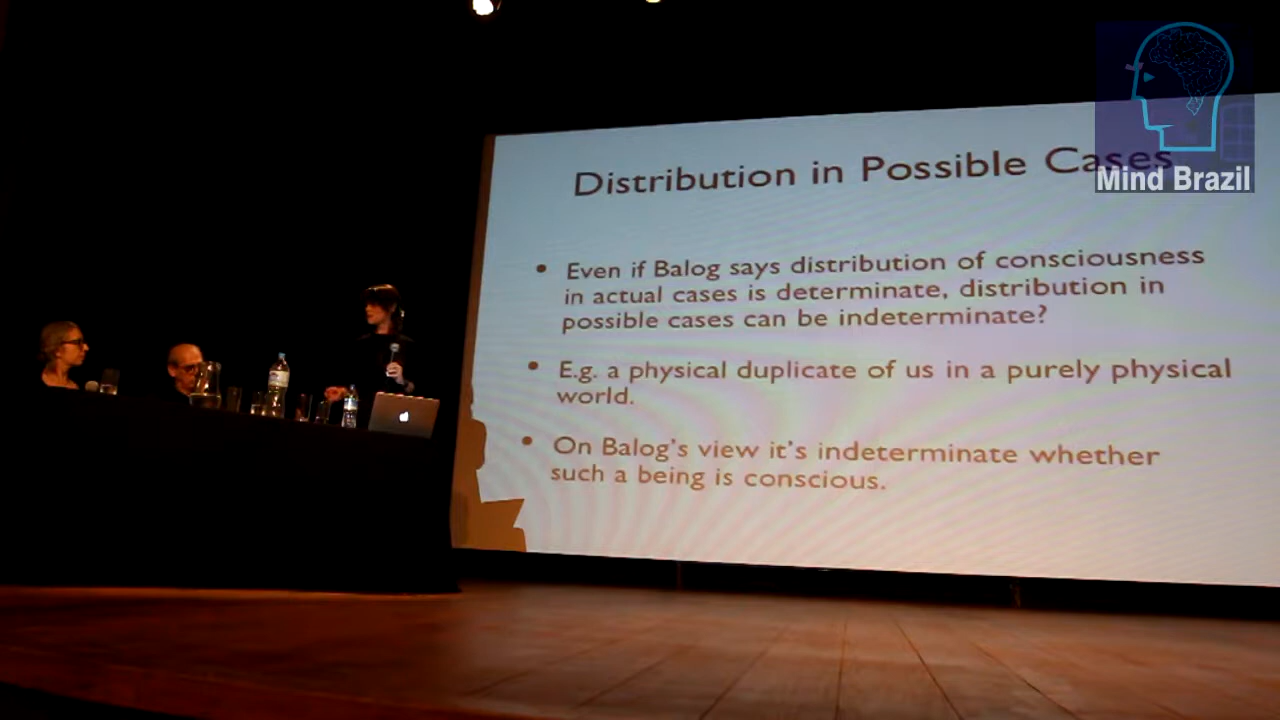 Mind Brazil
Distribution in Possible Cases
• Even if Balog says distribution of consciousness
in actual cases is determinate, distribution in
possible cases can be indeterminate?
• E.g. a physical duplicate of us in a purely physical
world.
• On Balog's view it's indeterminate whether
such a being is conscious.